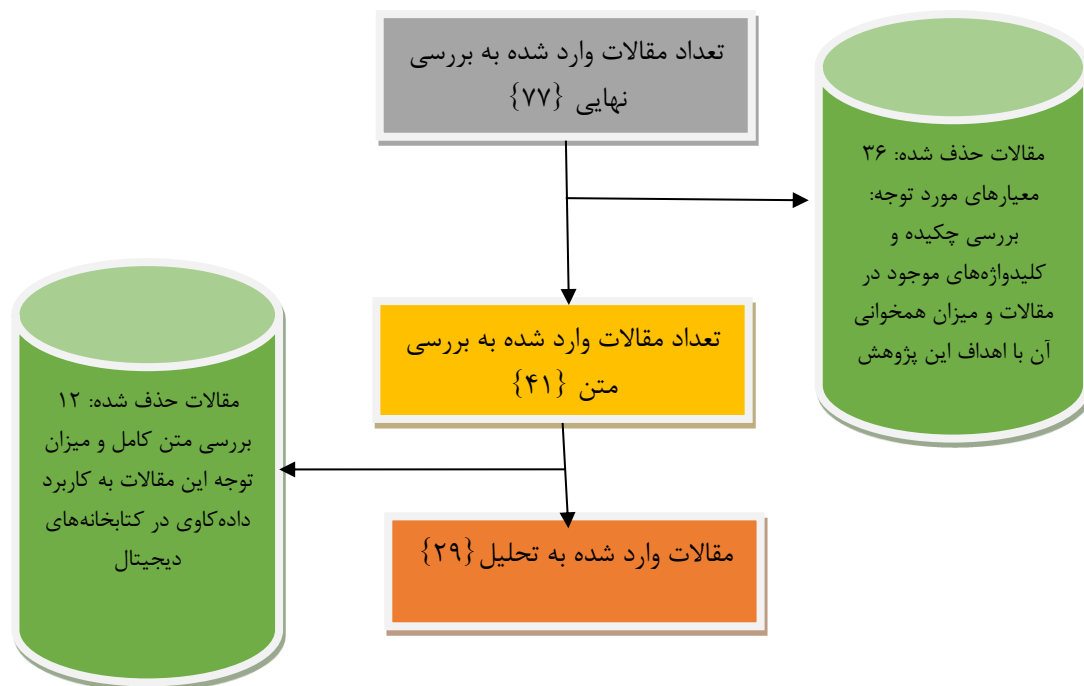 تعداد مقالات وارد شده به بررسی
نهایی {۷۷}
مقالات حذف شده: ۳۶
معیارهای مورد توجه:
بررسی چکیده و
کلیدواژه‌های موجود در
مقالات و میزان همخوانی
آن با اهداف این پژوهش
تعداد مقالات وارد شده به بررسی
متن {۴۱}
مقالات حذف شده: ۱۲
بررسی متن کامل و میزان
توجه این مقالات به کاربرد
داده‌کاوی در کتابخانه‌های
دیجیتال
مقالات وارد شده به تحلیل{۲۹}